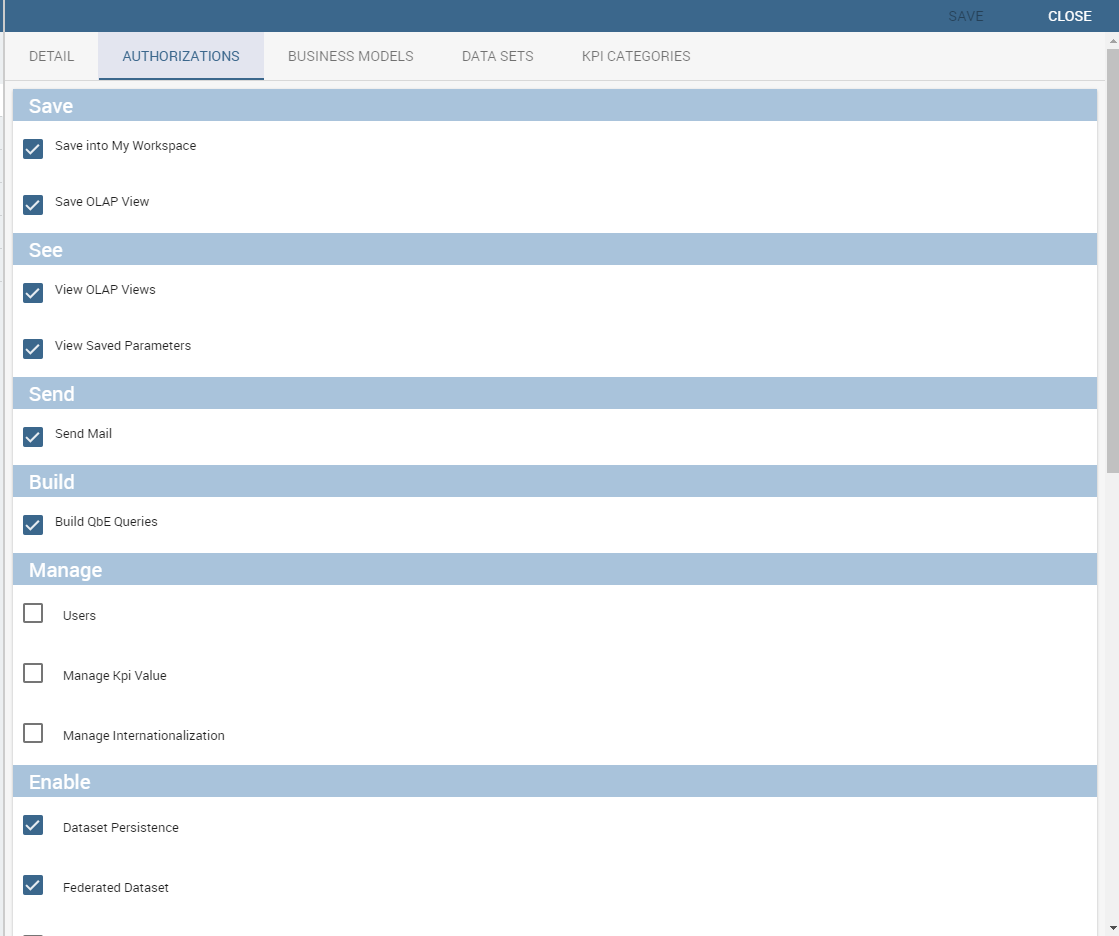 SAVE CLOSE
DETAIL AUTHORIZATIONS BUSINESS MODELS DATA SETS KPI CATEGORIES
Save
Save into My Workspace
Save OLAP View
See
View OLAP Views
View Saved Parameters
Send
Send Mail
Build
Build QbE Queries
Manage
Users
Manage Kpi Value
Manage Internationalization
Enable
Dataset Persistence
Federated Dataset